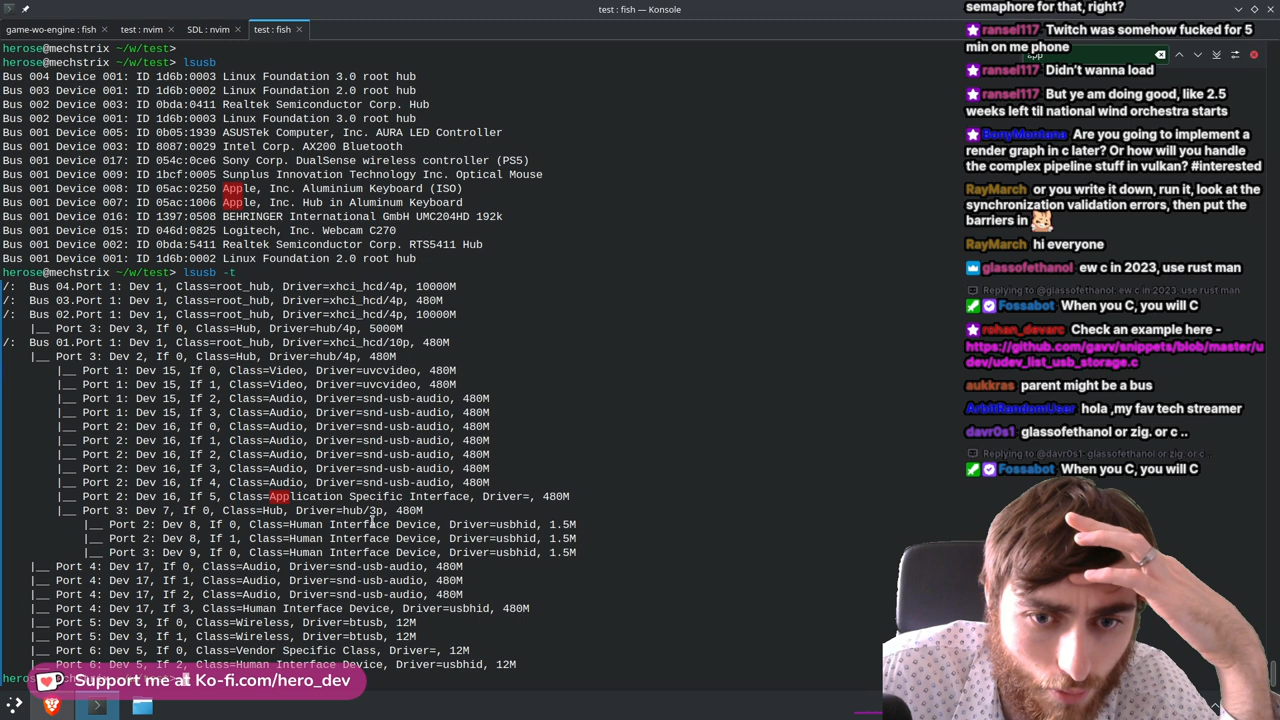 test : fish — Konsole
game-wo-engine : fish
test : nvim
SDL : nvim
test : fish
herose@mechstrix ~/w/test>
herose@mechstrix ~/w/test> lsusb
Bus 004 Device 001: ID 1d6b:0003 Linux Foundation 3.0 root hub
Bus 003 Device 001: ID 1d6b:0002 Linux Foundation 2.0 root hub
Bus 002 Device 003: ID 0bda:0411 Realtek Semiconductor Corp. Hub
Bus 002 Device 001: ID 1d6b:0003 Linux Foundation 3.0 root hub
Bus 001 Device 005: ID 0b05:1939 ASUSTek Computer, Inc. AURA LED Controller
Bus 001 Device 003: ID 8087:0029 Intel Corp. AX200 Bluetooth
Bus 001 Device 017: ID 054c:0ce6 Sony Corp. DualSense wireless controller (PS5)
Bus 001 Device 009: ID 1bcf:0005 Sunplus Innovation Technology Inc. Optical Mouse
Bus 001 Device 008: ID 05ac:0250 Apple, Inc. Aluminium Keyboard (ISO)
Bus 001 Device 007: ID 05ac:1006 Apple, Inc. Hub in Aluminum Keyboard
Bus 001 Device 016: ID 1397:0508 BEHRINGER International GmbH UMC204HD 192k
Bus 001 Device 015: ID 046d:0825 Logitech, Inc. Webcam C270
Bus 001 Device 002: ID 0bda:5411 Realtek Semiconductor Corp. RTS5411 Hub
Bus 001 Device 001: ID 1d6b:0002 Linux Foundation 2.0 root hub
herose@mechstrix ~/w/test> lsusb -t
/:  Bus 04.Port 1: Dev 1, Class=root_hub, Driver=xhci_hcd/4p, 10000M
/:  Bus 03.Port 1: Dev 1, Class=root_hub, Driver=xhci_hcd/4p, 480M
/:  Bus 02.Port 1: Dev 1, Class=root_hub, Driver=xhci_hcd/4p, 10000M
|__ Port 3: Dev 3, If 0, Class=Hub, Driver=hub/4p, 5000M
/:  Bus 01.Port 1: Dev 1, Class=root_hub, Driver=xhci_hcd/10p, 480M
|__ Port 3: Dev 2, If 0, Class=Hub, Driver=hub/4p, 480M
|__ Port 1: Dev 15, If 0, Class=Video, Driver=uvcvideo, 480M
|__ Port 1: Dev 15, If 1, Class=Video, Driver=uvcvideo, 480M
|__ Port 1: Dev 15, If 2, Class=Audio, Driver=snd-usb-audio, 480M
|__ Port 1: Dev 15, If 3, Class=Audio, Driver=snd-usb-audio, 480M
|__ Port 2: Dev 16, If 0, Class=Audio, Driver=snd-usb-audio, 480M
|__ Port 2: Dev 16, If 1, Class=Audio, Driver=snd-usb-audio, 480M
|__ Port 2: Dev 16, If 2, Class=Audio, Driver=snd-usb-audio, 480M
|__ Port 2: Dev 16, If 3, Class=Audio, Driver=snd-usb-audio, 480M
|__ Port 2: Dev 16, If 4, Class=Audio, Driver=snd-usb-audio, 480M
|__ Port 2: Dev 16, If 5, Class=Application Specific Interface, Driver=, 480M
|__ Port 3: Dev 7, If 0, Class=Hub, Driver=hub/3p, 480M
|__ Port 2: Dev 8, If 0, Class=Human Interface Device, Driver=usbhid, 1.5M
|__ Port 2: Dev 8, If 1, Class=Human Interface Device, Driver=usbhid, 1.5M
|__ Port 3: Dev 9, If 0, Class=Human Interface Device, Driver=usbhid, 1.5M
|__ Port 4: Dev 17, If 0, Class=Audio, Driver=snd-usb-audio, 480M
|__ Port 4: Dev 17, If 1, Class=Audio, Driver=snd-usb-audio, 480M
|__ Port 4: Dev 17, If 2, Class=Audio, Driver=snd-usb-audio, 480M
|__ Port 4: Dev 17, If 3, Class=Human Interface Device, Driver=usbhid, 480M
|__ Port 5: Dev 3, If 0, Class=Wireless, Driver=btusb, 12M
|__ Port 5: Dev 3, If 1, Class=Wireless, Driver=btusb, 12M
|__ Port 6: Dev 5, If 0, Class=Vendor Specific Class, Driver=, 12M
|__ Port 6: Dev 5, If 2, Class=Human Interface Device, Driver=usbhid, 12M
Support me at Ko-fi.com/hero_dev
semaphore for that, right?
ransel117 Twitch was somehow fucked for 5
min on me phone
app
ransel117 Didn't wanna load
ransel117 But ye am doing good, like 2.5
weeks left til national wind orchestra starts
BonyMontana Are you going to implement a
render graph in c later? Or how will you handle
the complex pipeline stuff in vulkan? #interested
RayMarch or you write it down, run it, look at the
synchronization validation errors, then put the
barriers in
RayMarch hi everyone
glassofethanol ew c in 2023, use rust man
Replying to @glassofethanol: ew c in 2023, use rust man
Fossabot When you C, you will C
rohan_devarc Check an example here -
https://github.com/gavv/snippets/blob/master/u
dev/udev_list_usb_storage.c
aukkras parent might be a bus
ArbitRandomUser hola ,my fav tech streamer
davr0s1 glassofethanol or zig. or c ..
Replying to @davr0s1: glassofethanol or zig. or c ..
Fossabot When you C, you will C